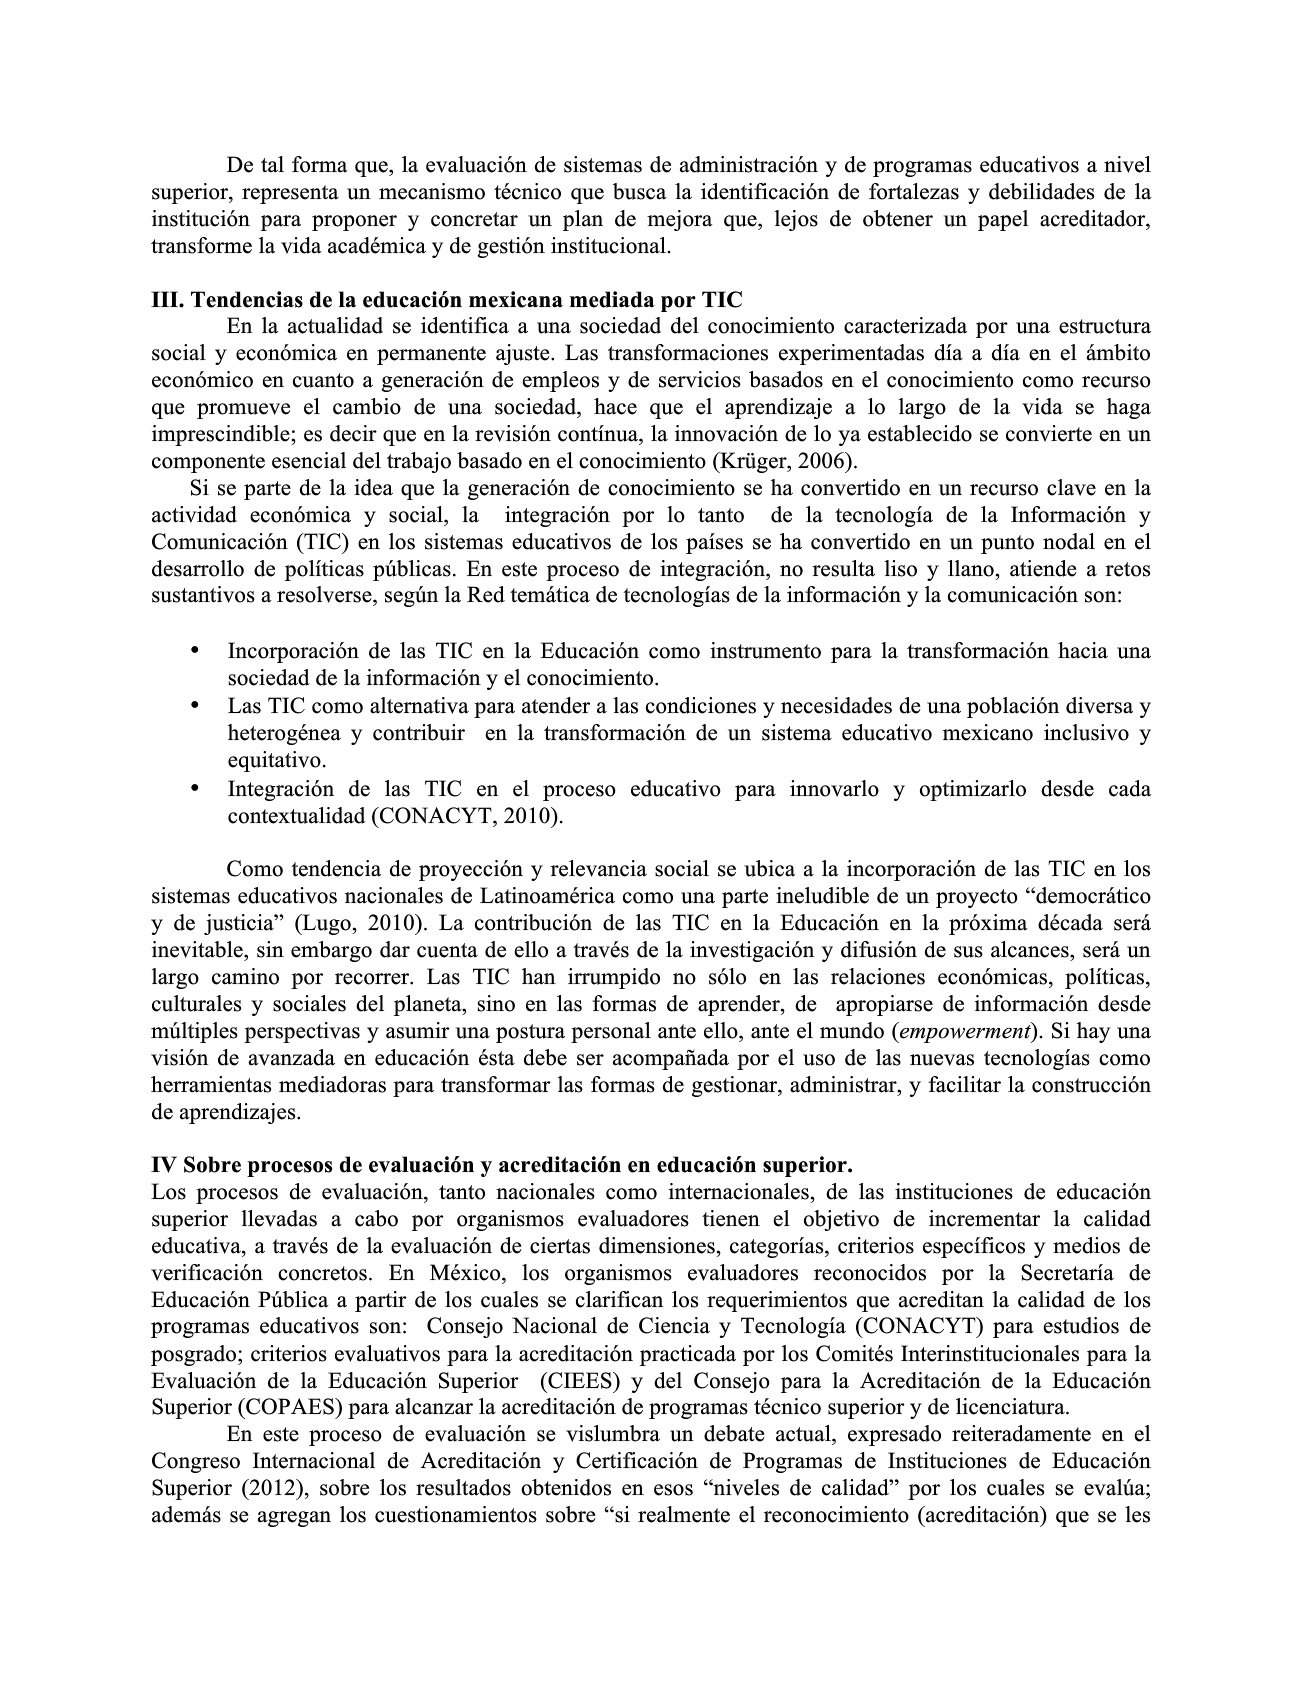 De tal forma que, la evaluación de sistemas de administración y de programas educativos a nivel
superior, representa un mecanismo técnico que busca la identificación de fortalezas y debilidades de la
institución para proponer y concretar un plan de mejora que, lejos de obtener un papel acreditador,
transforme la vida académica y de gestión institucional.
III. Tendencias de la educación mexicana mediada por TIC
En la actualidad se identifica a una sociedad del conocimiento caracterizada por una estructura
social y económica en permanente ajuste. Las transformaciones experimentadas día a día en el ámbito
económico en cuanto a generación de empleos y de servicios basados en el conocimiento como recurso
que promueve el cambio de una sociedad, hace que el aprendizaje a lo largo de la vida se haga
imprescindible; es decir que en la revisión contínua, la innovación de lo ya establecido se convierte en un
componente esencial del trabajo basado en el conocimiento (Krüger, 2006).
Si se parte de la idea que la generación de conocimiento se ha convertido en un recurso clave en la
actividad económica y social, la integración por lo tanto de la tecnología de la Información y
Comunicación (TIC) en los sistemas educativos de los países se ha convertido en un punto nodal en el
desarrollo de políticas públicas. En este proceso de integración, no resulta liso y llano, atiende a retos
sustantivos a resolverse, según la Red temática de tecnologías de la información y la comunicación son:
• Incorporación de las TIC en la Educación como instrumento para la transformación hacia una
sociedad de la información y el conocimiento.
• Las TIC como alternativa para atender a las condiciones y necesidades de una población diversa y
heterogénea y contribuir en la transformación de un sistema educativo mexicano inclusivo y
equitativo.
• Integración de las TIC en el proceso educativo para innovarlo y optimizarlo desde cada
contextualidad (CONACYT, 2010).
Como tendencia de proyección y relevancia social se ubica a la incorporación de las TIC en los
sistemas educativos nacionales de Latinoamérica como una parte ineludible de un proyecto “democrático
y de justicia” (Lugo, 2010). La contribución de las TIC en la Educación en la próxima década será
inevitable, sin embargo dar cuenta de ello a través de la investigación y difusión de sus alcances, será un
largo camino por recorrer. Las TIC han irrumpido no sólo en las relaciones económicas, políticas,
culturales y sociales del planeta, sino en las formas de aprender, de apropiarse de información desde
múltiples perspectivas y asumir una postura personal ante ello, ante el mundo (empowerment). Si hay una
visión de avanzada en educación ésta debe ser acompañada por el uso de las nuevas tecnologías como
herramientas mediadoras para transformar las formas de gestionar, administrar, y facilitar la construcción
de aprendizajes.
IV Sobre procesos de evaluación y acreditación en educación superior.
Los procesos de evaluación, tanto nacionales como internacionales, de las instituciones de educación
superior llevadas a cabo por organismos evaluadores tienen el objetivo de incrementar la calidad
educativa, a través de la evaluación de ciertas dimensiones, categorías, criterios específicos y medios de
verificación concretos. En México, los organismos evaluadores reconocidos por la Secretaría de
Educación Pública a partir de los cuales se clarifican los requerimientos que acreditan la calidad de los
programas educativos son: Consejo Nacional de Ciencia y Tecnología (CONACYT) para estudios de
posgrado; criterios evaluativos para la acreditación practicada por los Comités Interinstitucionales para la
Evaluación de la Educación Superior (CIEES) y del Consejo para la Acreditación de la Educación
Superior (COPAES) para alcanzar la acreditación de programas técnico superior y de licenciatura.
En este proceso de evaluación se vislumbra un debate actual, expresado reiteradamente en el
Congreso Internacional de Acreditación y Certificación de Programas de Instituciones de Educación
Superior (2012), sobre los resultados obtenidos en esos “niveles de calidad” por los cuales se evalúa;
además se agregan los cuestionamientos sobre “si realmente el reconocimiento (acreditación) que se les